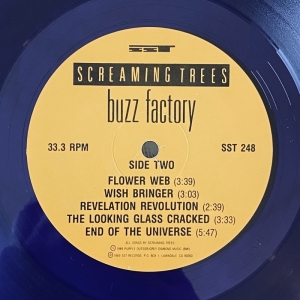 SST
SCREAMING TREES
buzz factory
33.3 RPM
SST 248
SIDE TWO
FLOWER WEB (3:39)
WISH BRINGER (3:03)
REVELATION REVOLUTION (2:39)
THE LOOKING GLASS CRACKED (3:33)
END OF THE UNIVERSE (5:47)
ALL SONGS BY SCREAMING TREES